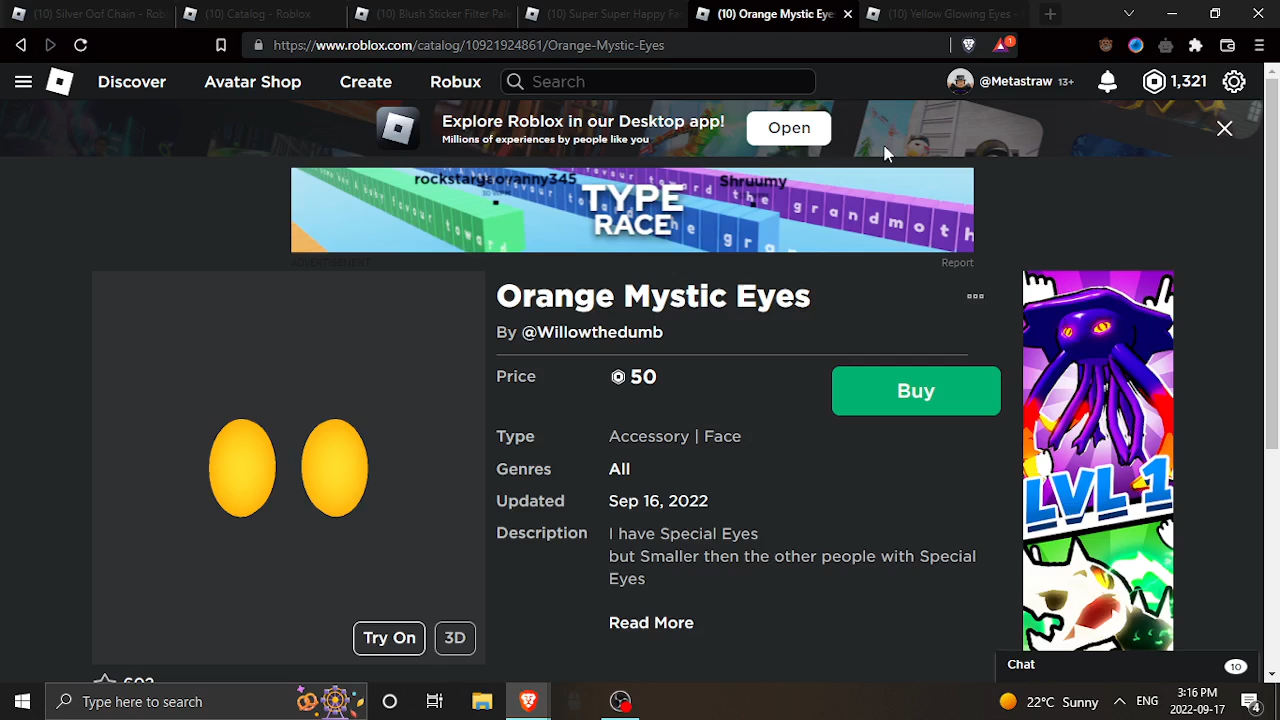 (10) Silver Oof Chain - Rob
(10) Catalog - Roblox
(10) Blush Sticker Filter Pale
(10) Super Super Happy Fa
(10) Orange Mystic Eye
(10) Yellow Glowing Eyes -
https://www.roblox.com/catalog/10921924861/Orange-Mystic-Eyes
1
Discover
Avatar Shop
Create
Robux
Search
@Metastraw 13+
1,321
Explore Roblox in our Desktop app!
Millions of experiences by people like you
Open
Shruumy
TYPE
RACE
ADVERTISEMENT
Report
Orange Mystic Eyes
By @Willowthedumb
Price
50
Buy
Type
Accessory | Face
Genres
All
Updated
Sep 16, 2022
Description
I have Special Eyes
but Smaller then the other people with Special
Eyes
Read More
Try On
3D
LVL 1
Chat
10
Type here to search
22°C Sunny
ENG
3:16 PM
2022-09-17
4